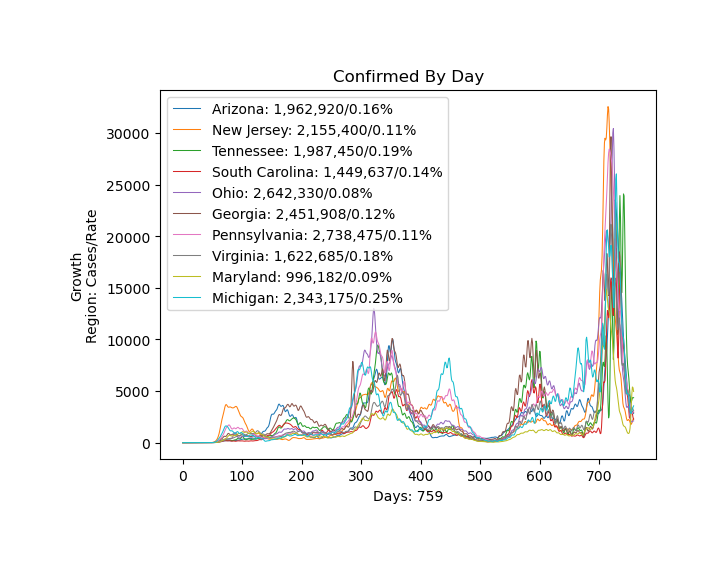 Confirmed By Day
Growth
Region: Cases/Rate
30000
25000
20000
15000
10000
5000
0
Arizona: 1,962,920/0.16%
New Jersey: 2,155,400/0.11%
Tennessee: 1,987,450/0.19%
South Carolina: 1,449,637/0.14%
Ohio: 2,642,330/0.08%
Georgia: 2,451,908/0.12%
Pennsylvania: 2,738,475/0.11%
Virginia: 1,622,685/0.18%
Maryland: 996,182/0.09%
Michigan: 2,343,175/0.25%
0 100 200 300 400 500 600 700
Days: 759